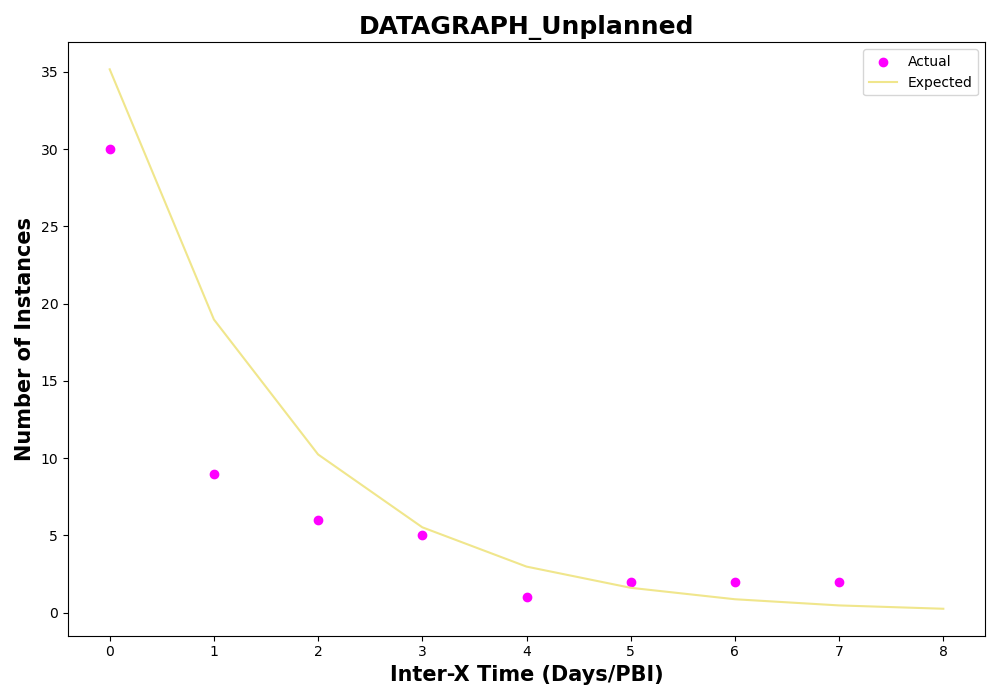 DATAGRAPH_Unplanned
Actual
Expected
35
30
25
20
15
10
5
0
Number of Instances
0 1 2 3 4 5 6 7 8
Inter-X Time (Days/PBI)